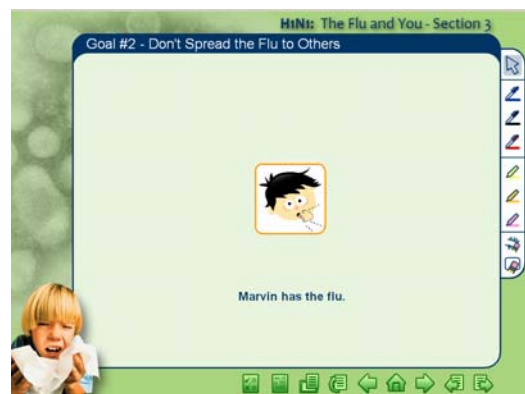 H1N1: The Flu and You - Section 3
Goal #2 - Don't Spread the Flu to Others
Marvin has the flu.